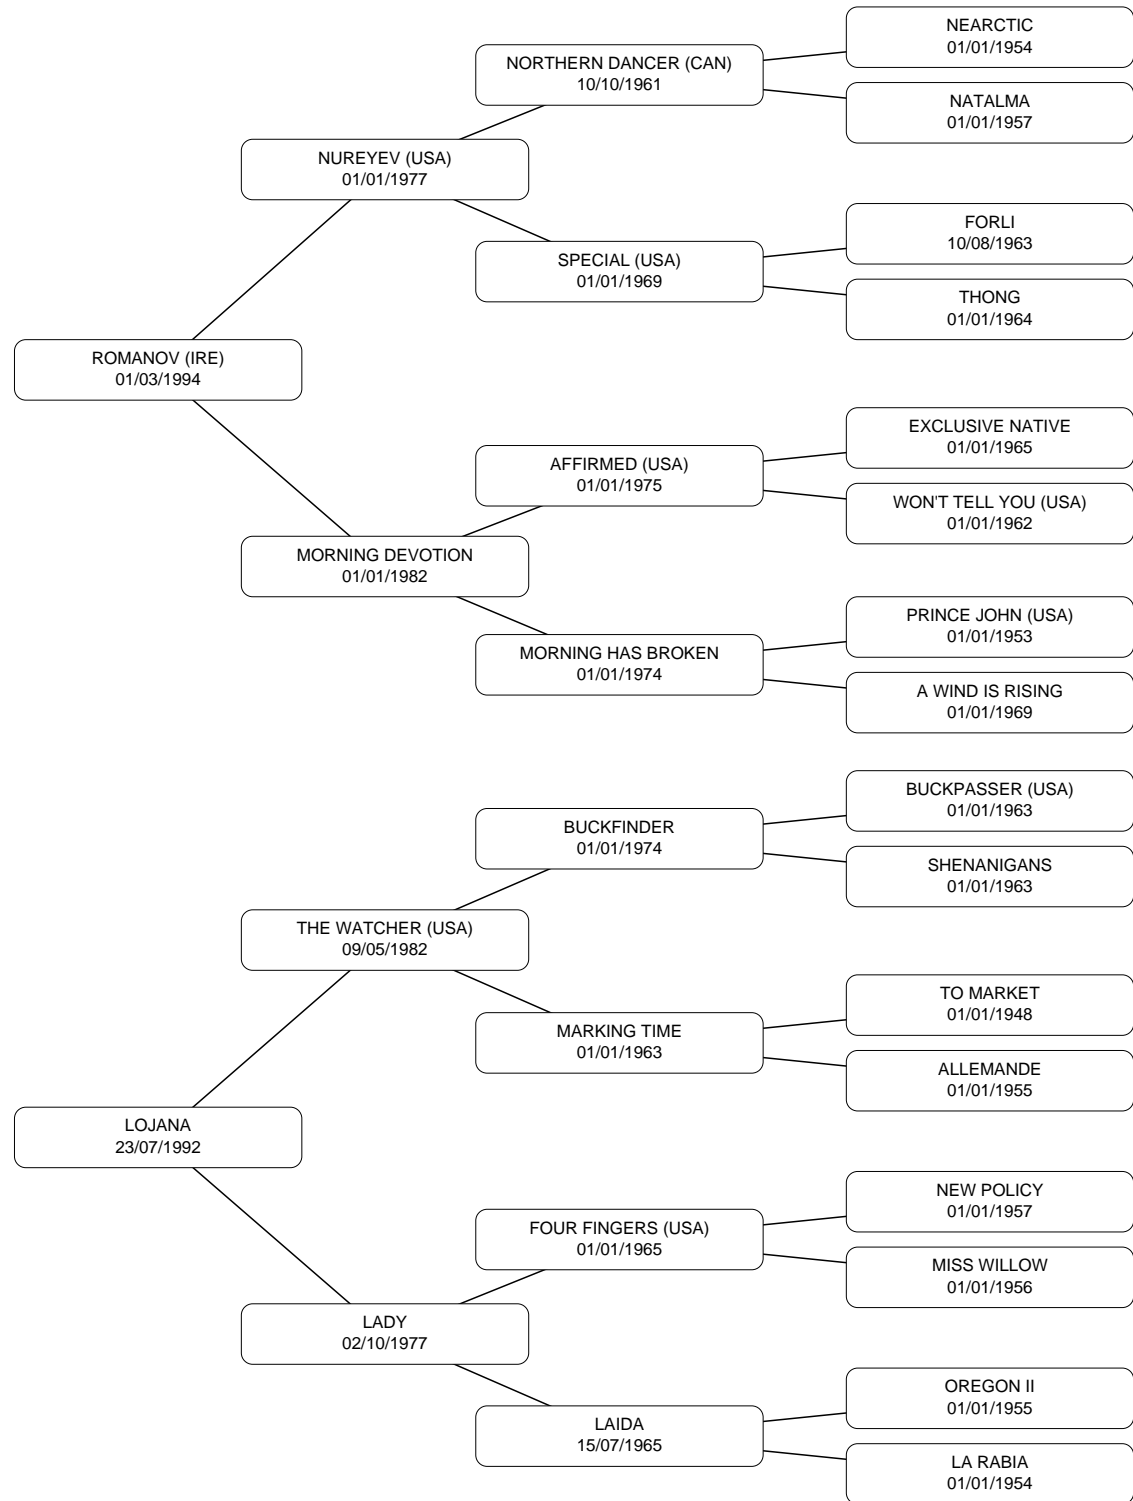 NEARCTIC
01/01/1954
NORTHERN DANCER (CAN)
10/10/1961
NATALMA
01/01/1957
NUREYEV (USA)
01/01/1977
FORLI
10/08/1963
SPECIAL (USA)
01/01/1969
THONG
01/01/1964
ROMANOV (IRE)
01/03/1994
EXCLUSIVE NATIVE
01/01/1965
AFFIRMED (USA)
01/01/1975
WON'T TELL YOU (USA)
01/01/1962
MORNING DEVOTION
01/01/1982
PRINCE JOHN (USA)
01/01/1953
MORNING HAS BROKEN
01/01/1974
A WIND IS RISING
01/01/1969
BUCKPASSER (USA)
01/01/1963
BUCKFINDER
01/01/1974
SHENANIGANS
01/01/1963
THE WATCHER (USA)
09/05/1982
TO MARKET
01/01/1948
MARKING TIME
01/01/1963
ALLEMANDE
01/01/1955
LOJANA
23/07/1992
NEW POLICY
01/01/1957
FOUR FINGERS (USA)
01/01/1965
MISS WILLOW
01/01/1956
LADY
02/10/1977
OREGON II
01/01/1955
LAIDA
15/07/1965
LA RABIA
01/01/1954